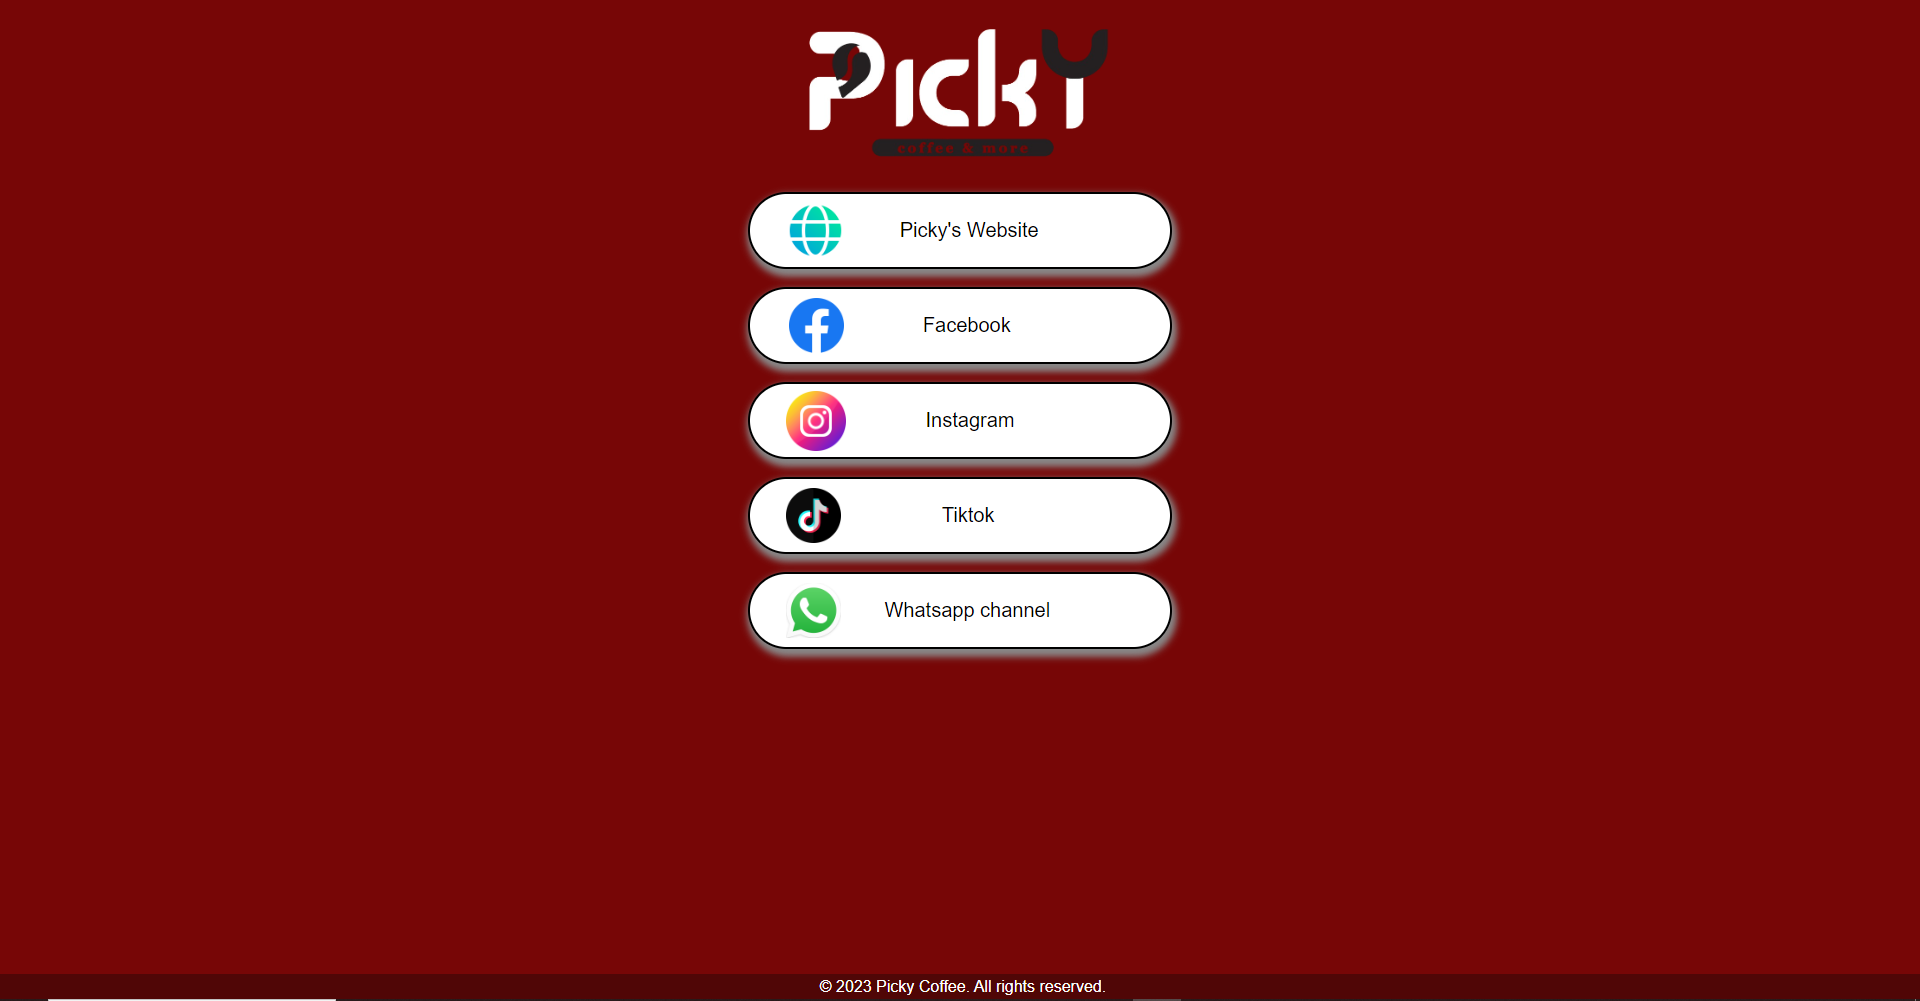 PickY
coffee & more
Picky's Website
Facebook
Instagram
Tiktok
Whatsapp channel
© 2023 Picky Coffee. All rights reserved.